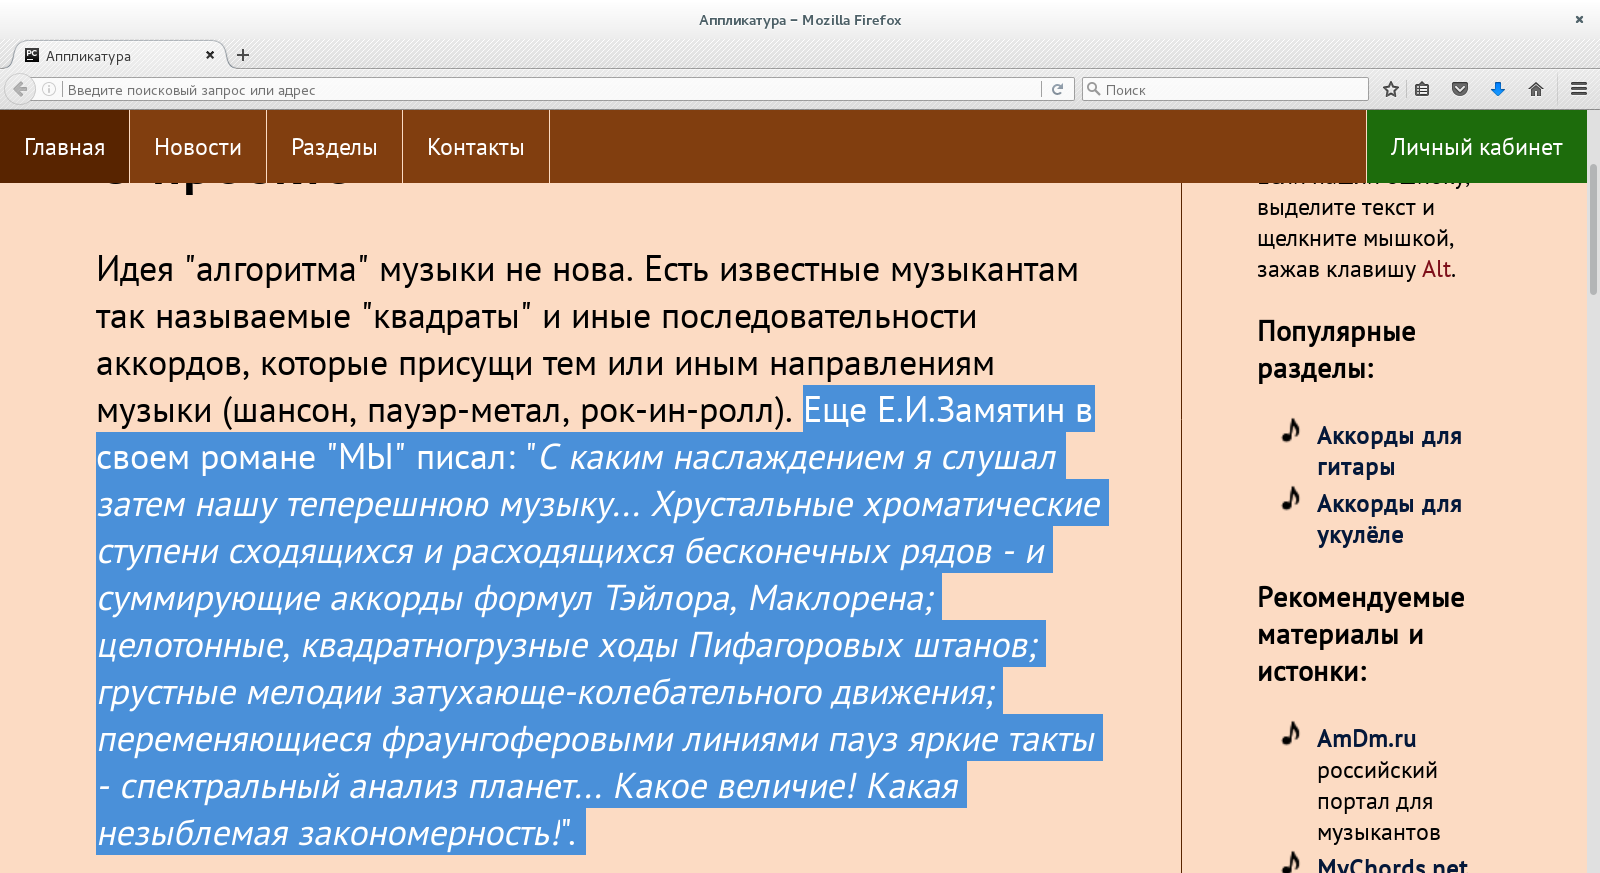 Аппликатура – Mozilla Firefox
Аппликатура
Введите поисковый запрос или адрес
Поиск
Главная
Новости
Разделы
Контакты
Личный кабинет
Идея "алгоритма" музыки не нова. Есть известные музыкантам
так называемые "квадраты" и иные последовательности
аккордов, которые присущи тем или иным направлениям
музыки (шансон, пауэр-метал, рок-ин-ролл). Еще Е.И.Замятин в
своем романе "МЫ" писал: "С каким наслаждением я слушал
затем нашу теперешнюю музыку... Хрустальные хроматические
ступени сходящихся и расходящихся бесконечных рядов - и
суммирующие аккорды формул Тэйлора, Маклорена;
целотонные, квадратногрузные ходы Пифагоровых штанов;
грустные мелодии затухающе-колебательного движения;
переменяющиеся фраунгоферовыми линиями пауз яркие такты
- спектральный анализ планет... Какое величие! Какая
незыблемая закономерность!".
выделите текст и
щелкните мышкой,
зажав клавишу Alt.
Популярные
разделы:
Аккорды для
гитары
Аккорды для
укулёле
Рекомендуемые
материалы и
истонки:
AmDm.ru
российский
портал для
музыкантов
MyChords.net